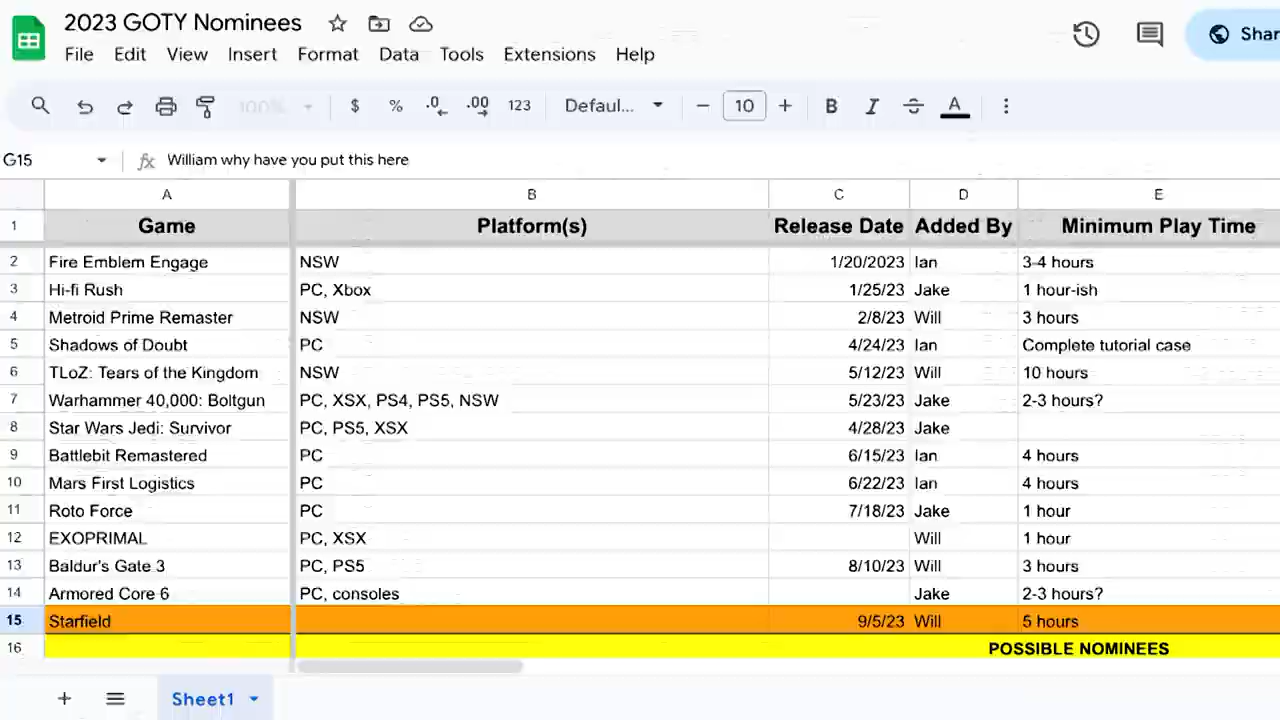 2023 GOTY Nominees
File Edit View Insert Format Data Tools Extensions Help
Shar
100% $ % .0 .00 123 Defaul... 10 B I S A
G15 fx William why have you put this here
A B C D E
1 Game Platform(s) Release Date Added By Minimum Play Time
2 Fire Emblem Engage NSW 1/20/2023 Ian 3-4 hours
3 Hi-fi Rush PC, Xbox 1/25/23 Jake 1 hour-ish
4 Metroid Prime Remaster NSW 2/8/23 Will 3 hours
5 Shadows of Doubt PC 4/24/23 Ian Complete tutorial case
6 TLoZ: Tears of the Kingdom NSW 5/12/23 Will 10 hours
7 Warhammer 40,000: Boltgun PC, XSX, PS4, PS5, NSW 5/23/23 Jake 2-3 hours?
8 Star Wars Jedi: Survivor PC, PS5, XSX 4/28/23 Jake
9 Battlebit Remastered PC 6/15/23 Ian 4 hours
10 Mars First Logistics PC 6/22/23 Ian 4 hours
11 Roto Force PC 7/18/23 Jake 1 hour
12 EXOPRIMAL PC, XSX Will 1 hour
13 Baldur's Gate 3 PC, PS5 8/10/23 Will 3 hours
14 Armored Core 6 PC, consoles Jake 2-3 hours?
15 Starfield 9/5/23 Will 5 hours
16 POSSIBLE NOMINEES
Sheet1